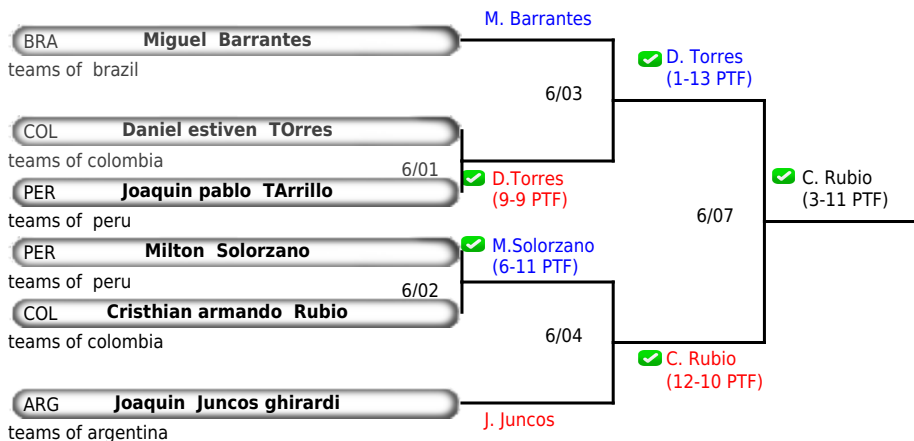 M. Barrantes
BRA Miguel Barrantes
teams of brazil
D. Torres
(1-13 PTF)
6/03
COL Daniel estiven TOrres
teams of colombia
6/01
D.Torres
(9-9 PTF)
PER Joaquin pablo TArrillo
teams of peru
C. Rubio
(3-11 PTF)
6/07
PER Milton Solorzano
teams of peru
M.Solorzano
(6-11 PTF)
6/02
COL Cristhian armando Rubio
teams of colombia
6/04
C. Rubio
(12-10 PTF)
ARG Joaquin Juncos ghirardi
teams of argentina
J. Juncos